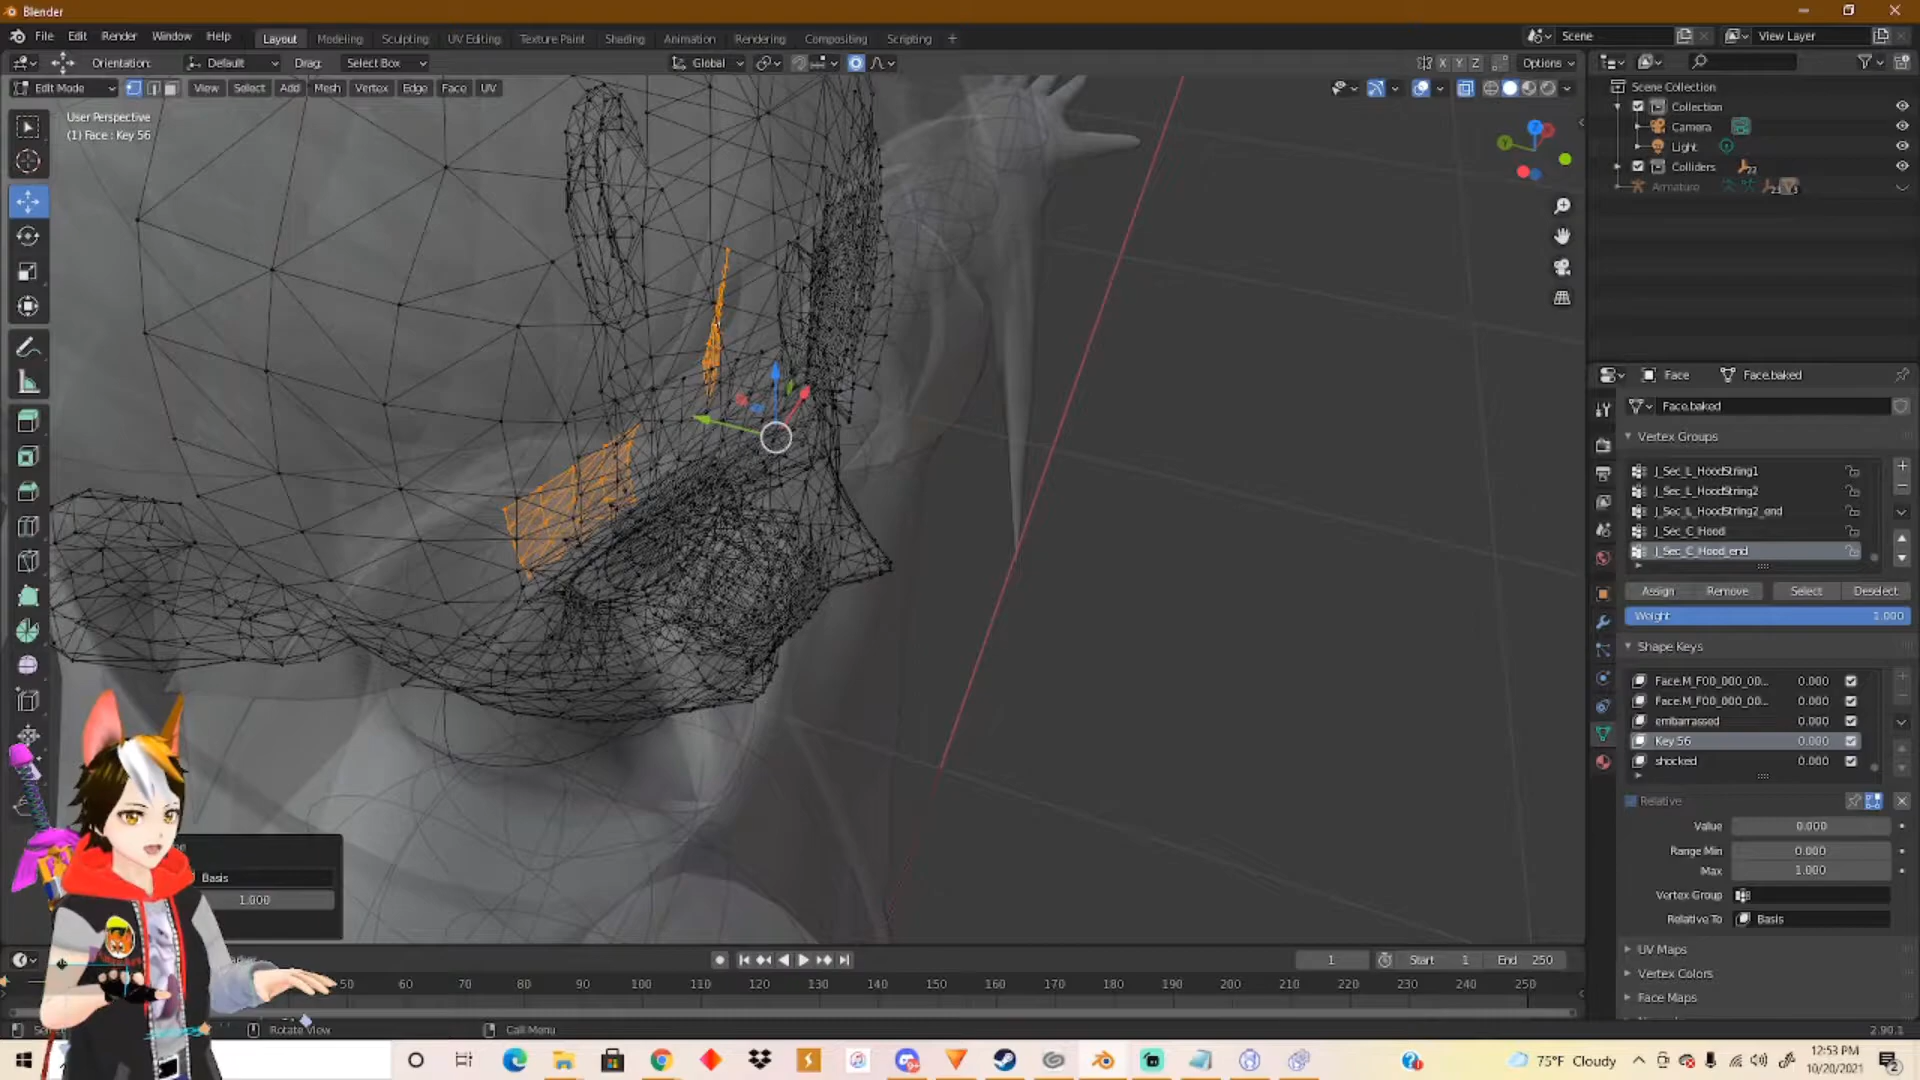 Blender
File Edit Render Window Help
Layout Modeling Sculpting UV Editing Texture Paint Shading Animation Rendering Compositing Scripting +
Scene
View Layer
Orientation: Default Drag: Select Box
Global
X Y Z Options
Edit Mode View Select Add Mesh Vertex Edge Face UV
User Perspective
(1) Face : Key 56
Scene Collection
Collection
Camera
Light
Colliders
Armature
Face Face.baked
Face.baked
Vertex Groups
J_Sec_L_HoodString1
J_Sec_L_HoodString2
J_Sec_L_HoodString2_end
J_Sec_C_Hood
J_Sec_C_Hood_end
Assign Remove Select Deselect
Weight 1.000
Shape Keys
Face.M_F00_000_00... 0.000
Face.M_F00_000_00... 0.000
embarrassed 0.000
Key 56 0.000
shocked 0.000
Relative
Value 0.000
Range Min 0.000
Max 1.000
Vertex Group
Relative To Basis
UV Maps
Vertex Colors
Face Maps
Basis
1.000
1 Start 1 End 250
50 60 70 80 90 100 110 120 130 140 150 160 170 180 190 200 210 220 230 240 250
Rotate View
Call Menu
2.90.1
75°F Cloudy
12:53 PM
10/20/2021